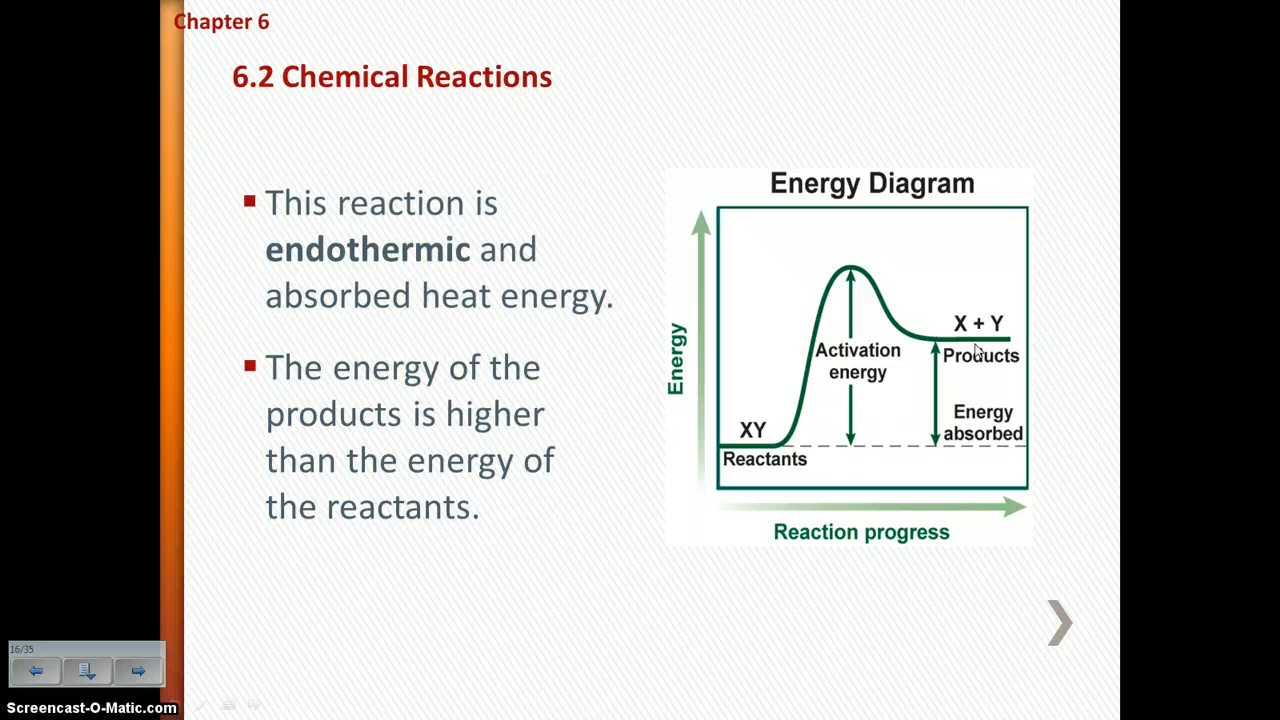 Chapter 6
6.2 Chemical Reactions
This reaction is
endothermic and
absorbed heat energy.
The energy of the
products is higher
than the energy of
the reactants.
Energy Diagram
Energy
X + Y
Products
Activation
energy
Energy
absorbed
XY
Reactants
Reaction progress
16/35
Screencast-O-Matic.com